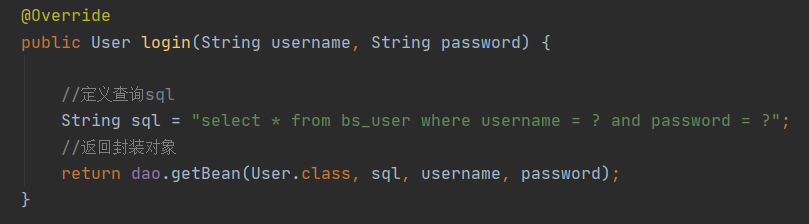 @Override
public User login(String username, String password) {
//定义查询sql
String sql = "select * from bs_user where username = ? and password = ?";
//返回封装对象
return dao.getBean(User.class, sql, username, password);
}